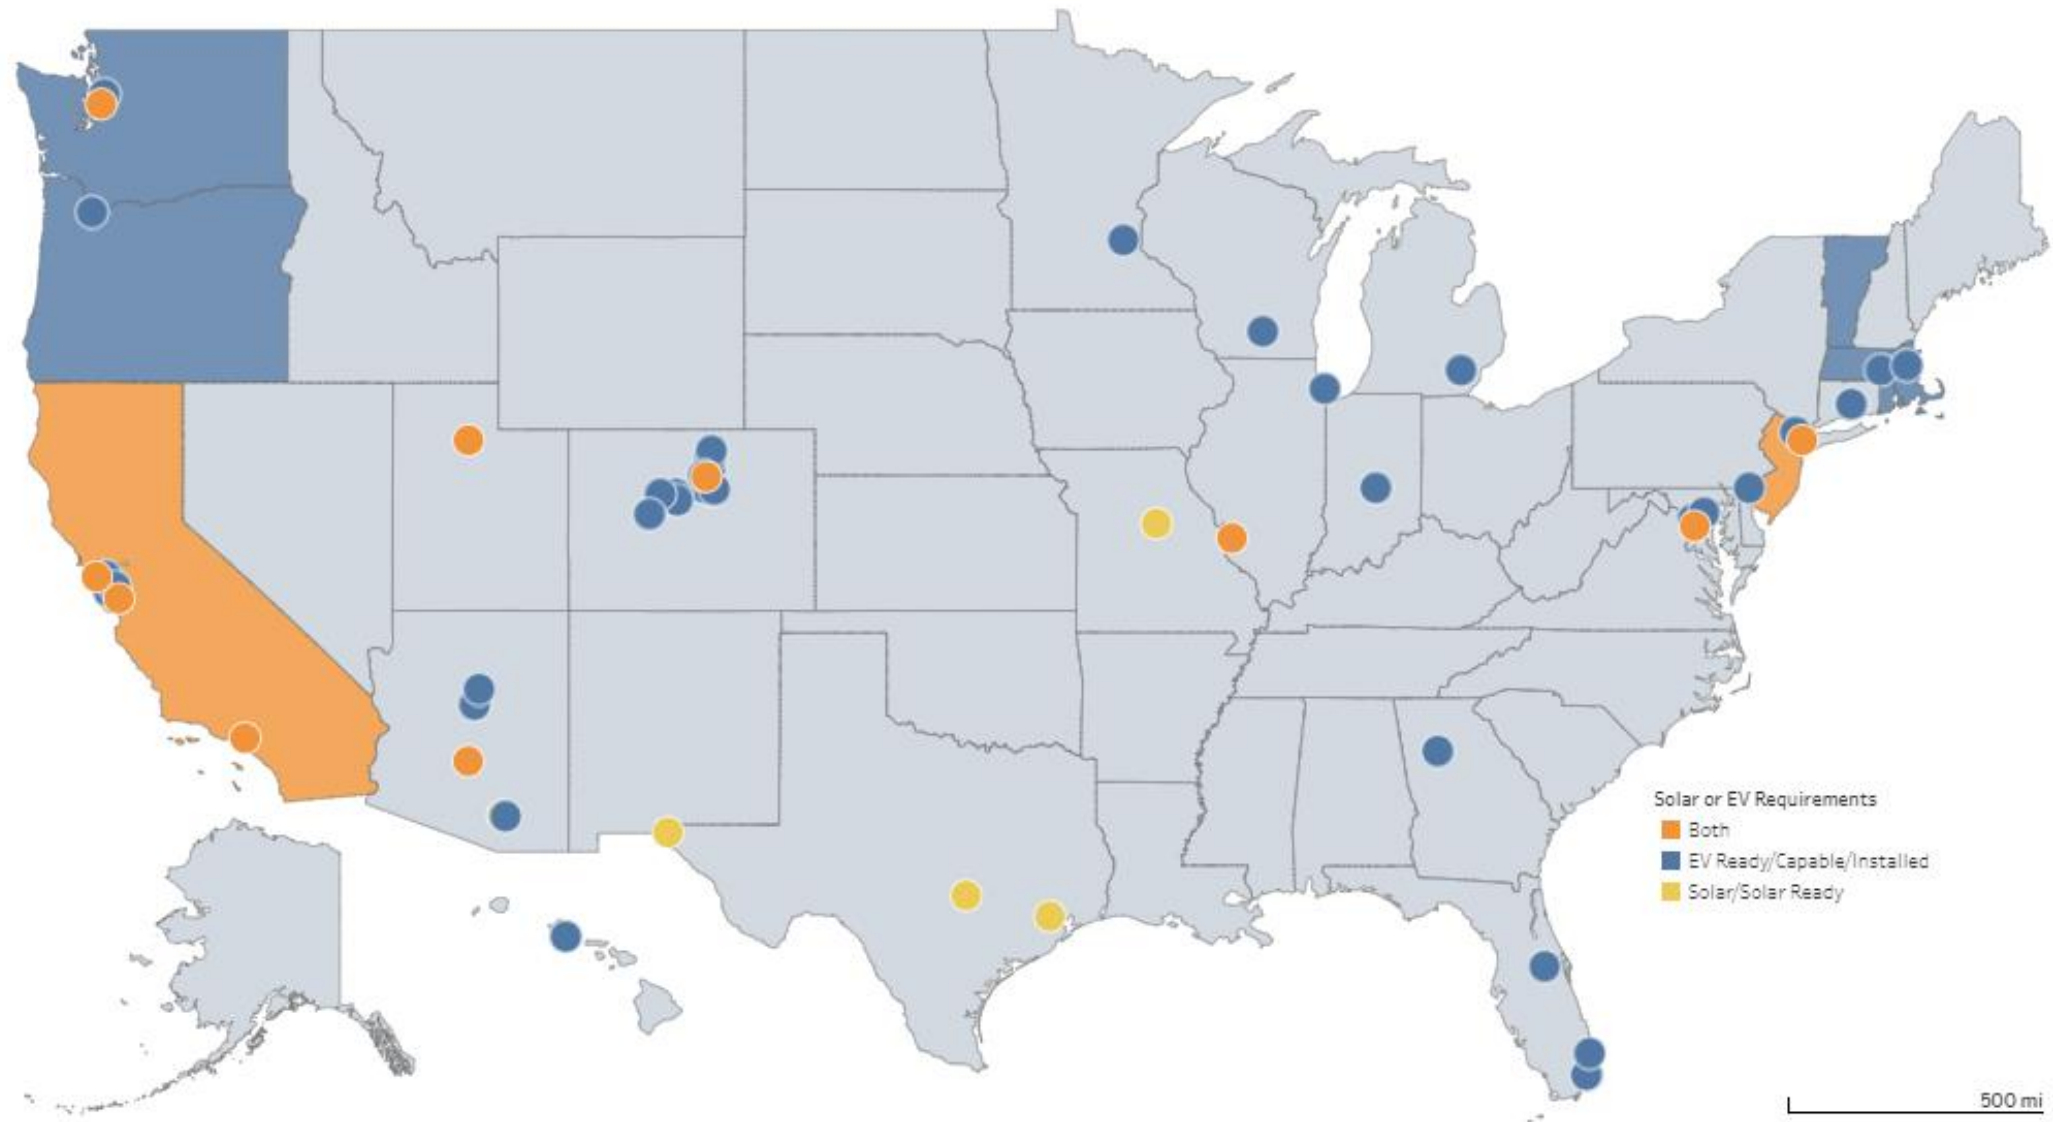 Solar or EV Requirements
Both
EV Ready/Capable/Installed
Solar/Solar Ready
500 mi